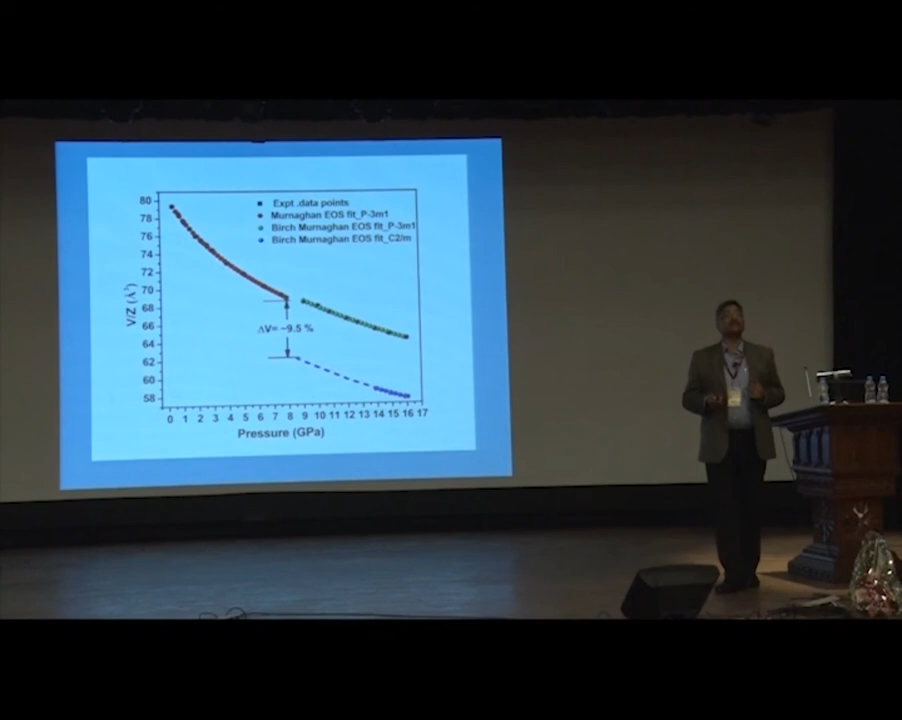 Expt .data points
Murnaghan EOS fit_P-3m1
Birch Murnaghan EOS fit_P-3m1
Birch Murnaghan EOS fit_C2/m
80
78
76
74
72
70
68
66
64
62
60
58
V/Z (Å³)
ΔV= ~9.5 %
0 1 2 3 4 5 6 7 8 9 10 11 12 13 14 15 16 17
Pressure (GPa)